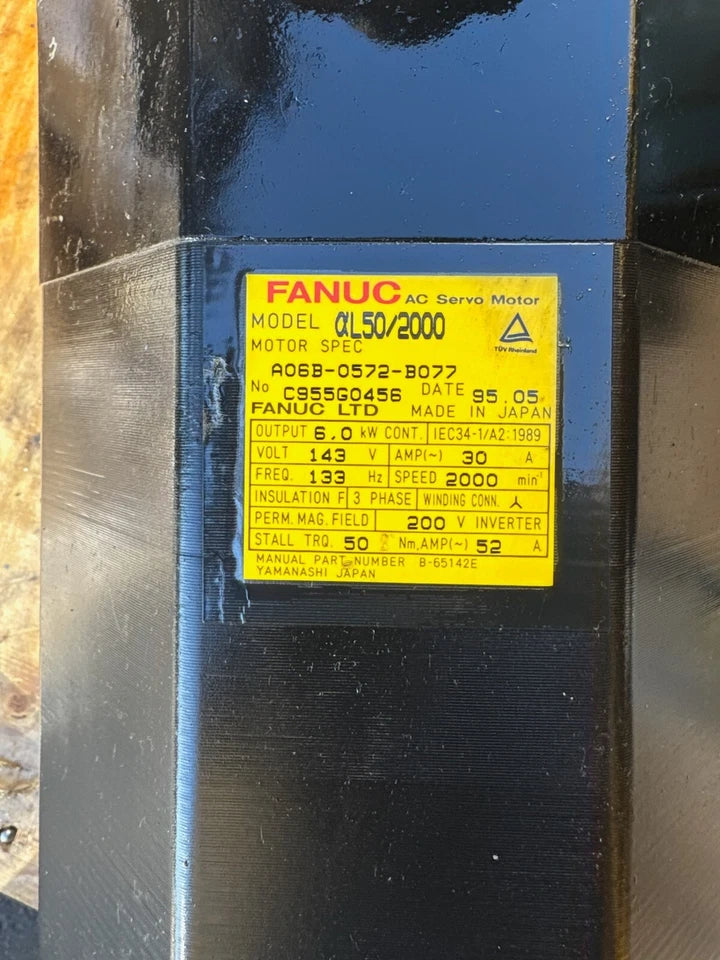 FANUC AC Servo Motor
MODEL αL50/2000
TÜV Rheinland
MOTOR SPEC
A06B-0572-B077
No C955G0456 DATE 95.05
FANUC LTD MADE IN JAPAN
OUTPUT 6.0 kW CONT. IEC34-1/A2:1989
VOLT 143 V AMP(~) 30 A
FREQ. 133 Hz SPEED 2000 min⁻¹
INSULATION F 3 PHASE WINDING CONN. ⅄
PERM. MAG. FIELD 200 V INVERTER
STALL TRQ. 50 Nm, AMP(~) 52 A
MANUAL PART NUMBER B-65142E
YAMANASHI JAPAN